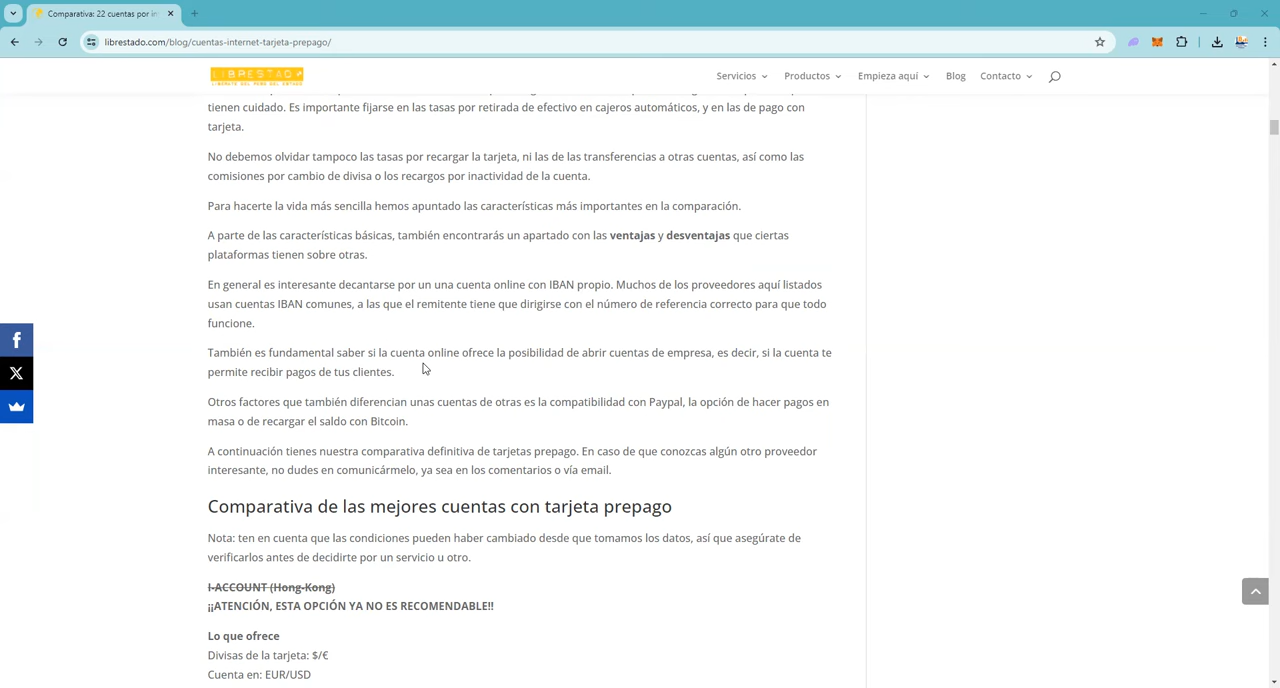 Comparativa: 22 cuentas por in
librestado.com/blog/cuentas-internet-tarjeta-prepago/
LIBRESTADO
LIBÉRATE DEL PESO DEL ESTADO
Servicios
Productos
Empieza aquí
Blog
Contacto
tienen cuidado. Es importante fijarse en las tasas por retirada de efectivo en cajeros automáticos, y en las de pago con
tarjeta.
No debemos olvidar tampoco las tasas por recargar la tarjeta, ni las de las transferencias a otras cuentas, así como las
comisiones por cambio de divisa o los recargos por inactividad de la cuenta.
Para hacerte la vida más sencilla hemos apuntado las características más importantes en la comparación.
A parte de las características básicas, también encontrarás un apartado con las ventajas y desventajas que ciertas
plataformas tienen sobre otras.
En general es interesante decantarse por un una cuenta online con IBAN propio. Muchos de los proveedores aquí listados
usan cuentas IBAN comunes, a las que el remitente tiene que dirigirse con el número de referencia correcto para que todo
funcione.
También es fundamental saber si la cuenta online ofrece la posibilidad de abrir cuentas de empresa, es decir, si la cuenta te
permite recibir pagos de tus clientes.
Otros factores que también diferencian unas cuentas de otras es la compatibilidad con Paypal, la opción de hacer pagos en
masa o de recargar el saldo con Bitcoin.
A continuación tienes nuestra comparativa definitiva de tarjetas prepago. En caso de que conozcas algún otro proveedor
interesante, no dudes en comunicármelo, ya sea en los comentarios o vía email.
Comparativa de las mejores cuentas con tarjeta prepago
Nota: ten en cuenta que las condiciones pueden haber cambiado desde que tomamos los datos, así que asegúrate de
verificarlos antes de decidirte por un servicio u otro.
I-ACCOUNT (Hong-Kong)
¡¡ATENCIÓN, ESTA OPCIÓN YA NO ES RECOMENDABLE!!
Lo que ofrece
Divisas de la tarjeta: $/€
Cuenta en: EUR/USD